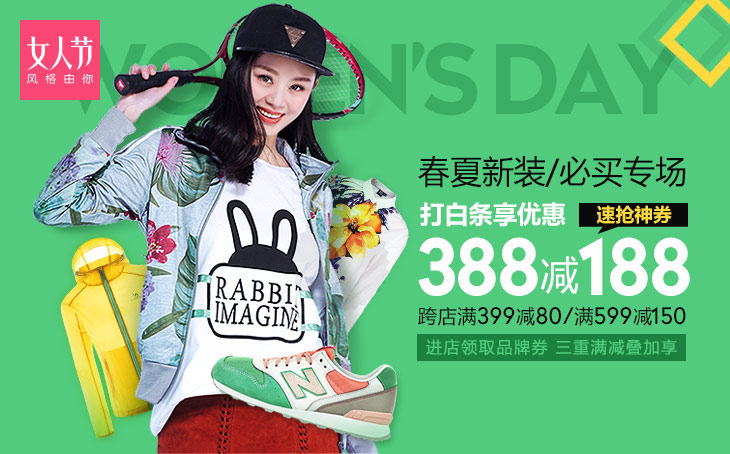 女人节
风格由你
WOMEN'S DAY
春夏新装/必买专场
打白条享优惠 速抢神券
388减188
跨店满399减80/满599减150
进店领取品牌券 三重满减叠加享
RABBIT
IMAGINE
N